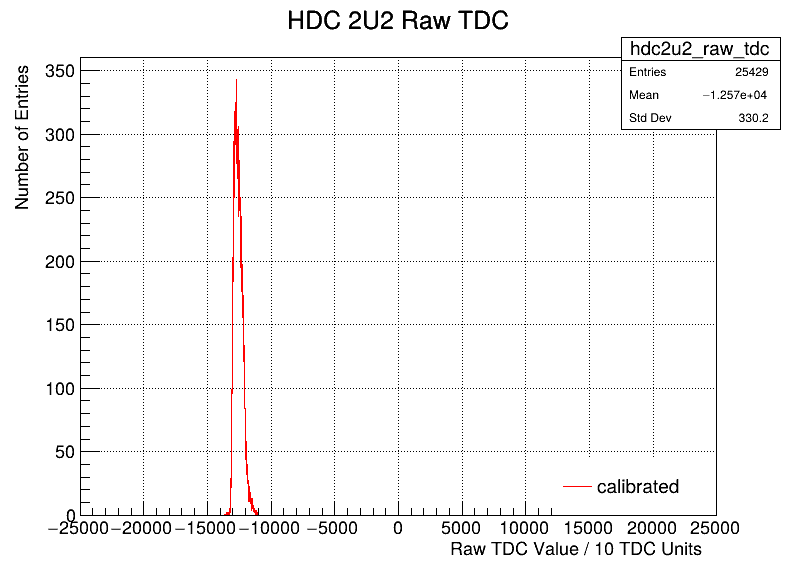 HDC 2U2 Raw TDC
hdc2u2_raw_tdc
Entries 25429
Mean −1.257e+04
Std Dev 330.2
Number of Entries
350
300
250
200
150
100
50
0
−25000 −20000 −15000 −10000 −5000 0 5000 10000 15000 20000 25000
calibrated
Raw TDC Value / 10 TDC Units